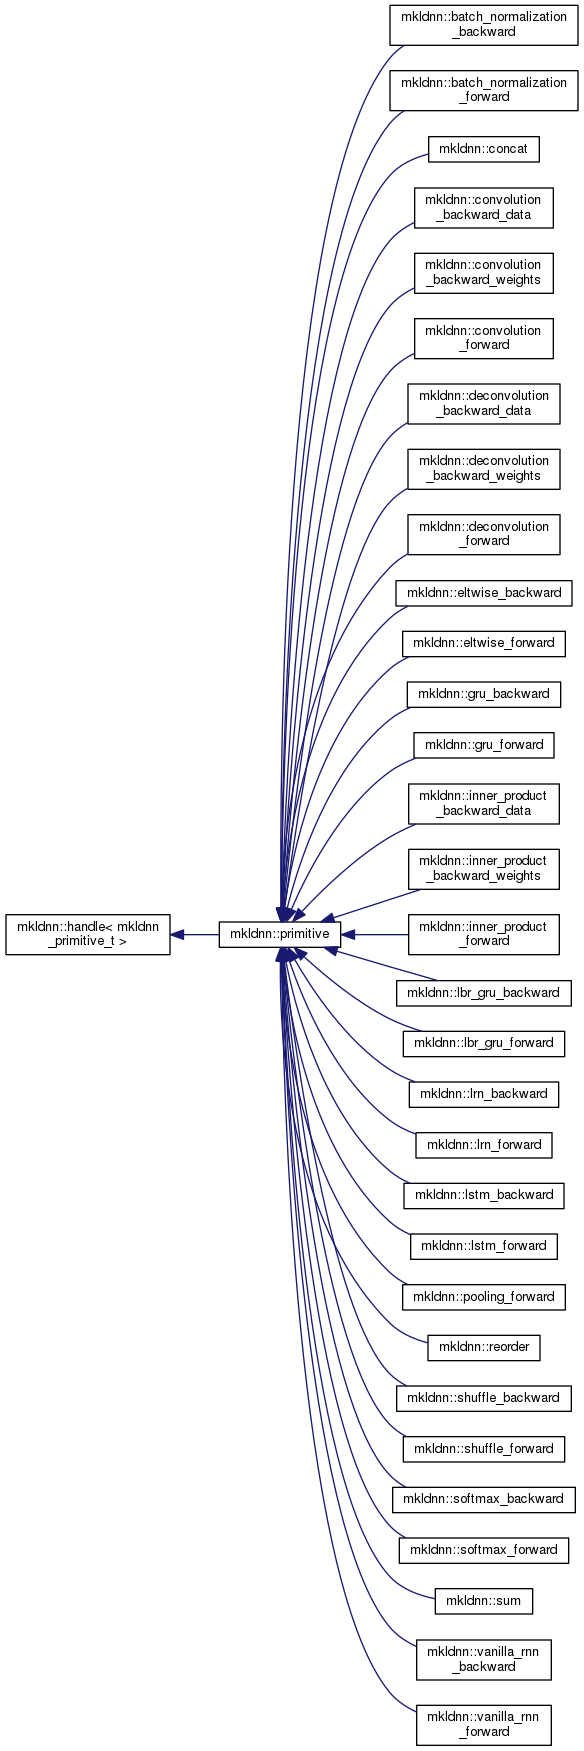 mkldnn::batch_normalization
_backward
mkldnn::batch_normalization
_forward
mkldnn::concat
mkldnn::convolution
_backward_data
mkldnn::convolution
_backward_weights
mkldnn::convolution
_forward
mkldnn::deconvolution
_backward_data
mkldnn::deconvolution
_backward_weights
mkldnn::deconvolution
_forward
mkldnn::eltwise_backward
mkldnn::eltwise_forward
mkldnn::gru_backward
mkldnn::gru_forward
mkldnn::inner_product
_backward_data
mkldnn::inner_product
_backward_weights
mkldnn::handle< mkldnn
_primitive_t >
mkldnn::primitive
mkldnn::inner_product
_forward
mkldnn::lbr_gru_backward
mkldnn::lbr_gru_forward
mkldnn::lrn_backward
mkldnn::lrn_forward
mkldnn::lstm_backward
mkldnn::lstm_forward
mkldnn::pooling_forward
mkldnn::reorder
mkldnn::shuffle_backward
mkldnn::shuffle_forward
mkldnn::softmax_backward
mkldnn::softmax_forward
mkldnn::sum
mkldnn::vanilla_rnn
_backward
mkldnn::vanilla_rnn
_forward